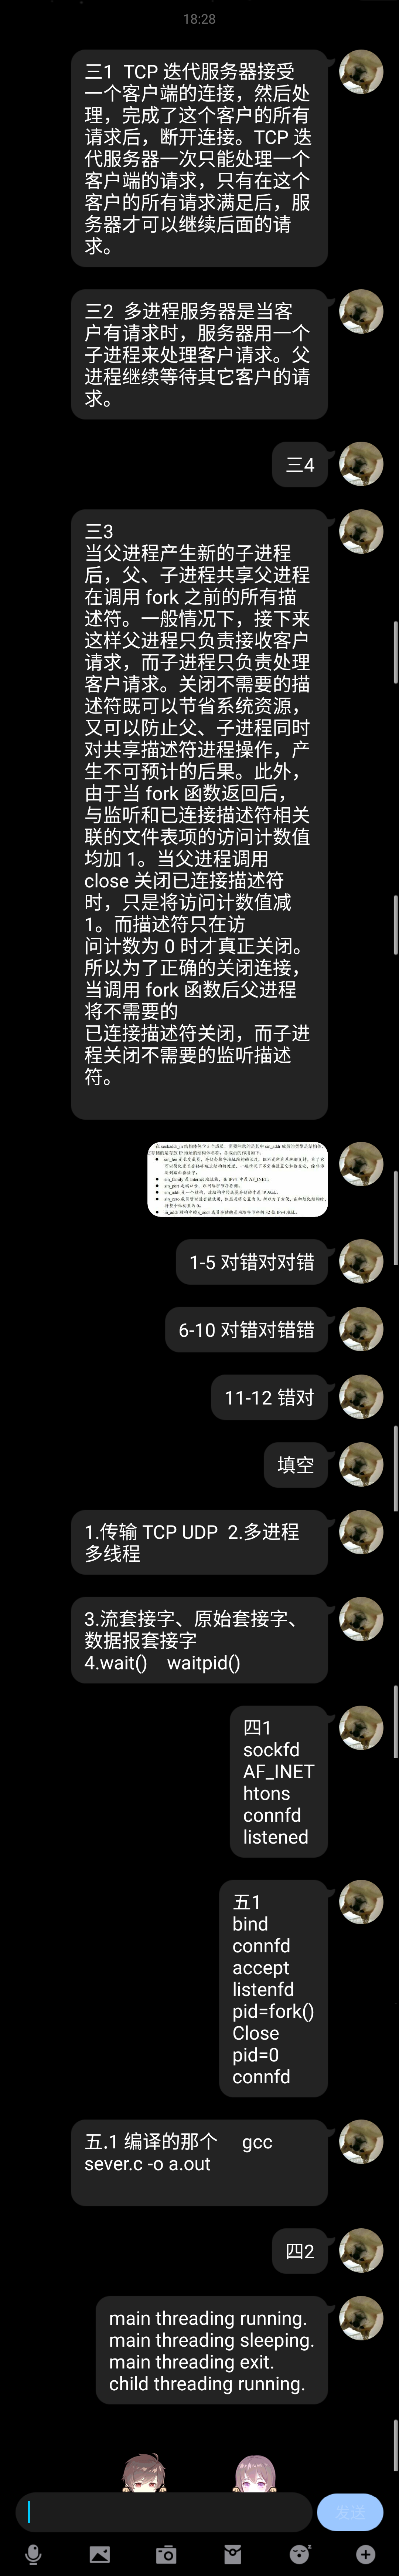 18:28
三1 TCP 迭代服务器接受
一个客户端的连接，然后处
理，完成了这个客户的所有
请求后，断开连接。TCP 迭
代服务器一次只能处理一个
客户端的请求，只有在这个
客户的所有请求满足后，服
务器才可以继续后面的请
求。
三2 多进程服务器是当客
户有请求时，服务器用一个
子进程来处理客户请求。父
进程继续等待其它客户的请
求。
三4
三3
当父进程产生新的子进程
后，父、子进程共享父进程
在调用 fork 之前的所有描
述符。一般情况下，接下来
这样父进程只负责接收客户
请求，而子进程只负责处理
客户请求。关闭不需要的描
述符既可以节省系统资源，
又可以防止父、子进程同时
对共享描述符进程操作，产
生不可预计的后果。此外，
由于当 fork 函数返回后，
与监听和已连接描述符相关
联的文件表项的访问计数值
均加 1。当父进程调用
close 关闭已连接描述符
时，只是将访问计数值减
1。而描述符只在访
问计数为 0 时才真正关闭。
所以为了正确的关闭连接，
当调用 fork 函数后父进程
将不需要的
已连接描述符关闭，而子进
程关闭不需要的监听描述
符。
1-5 对错对对错
6-10 对错对错错
11-12 错对
填空
1.传输 TCP UDP 2.多进程
多线程
3.流套接字、原始套接字、
数据报套接字
4.wait() waitpid()
四1
sockfd
AF_INET
htons
connfd
listened
五1
bind
connfd
accept
listenfd
pid=fork()
Close
pid=0
connfd
五.1 编译的那个 gcc
sever.c -o a.out
四2
main threading running.
main threading sleeping.
main threading exit.
child threading running.
发送